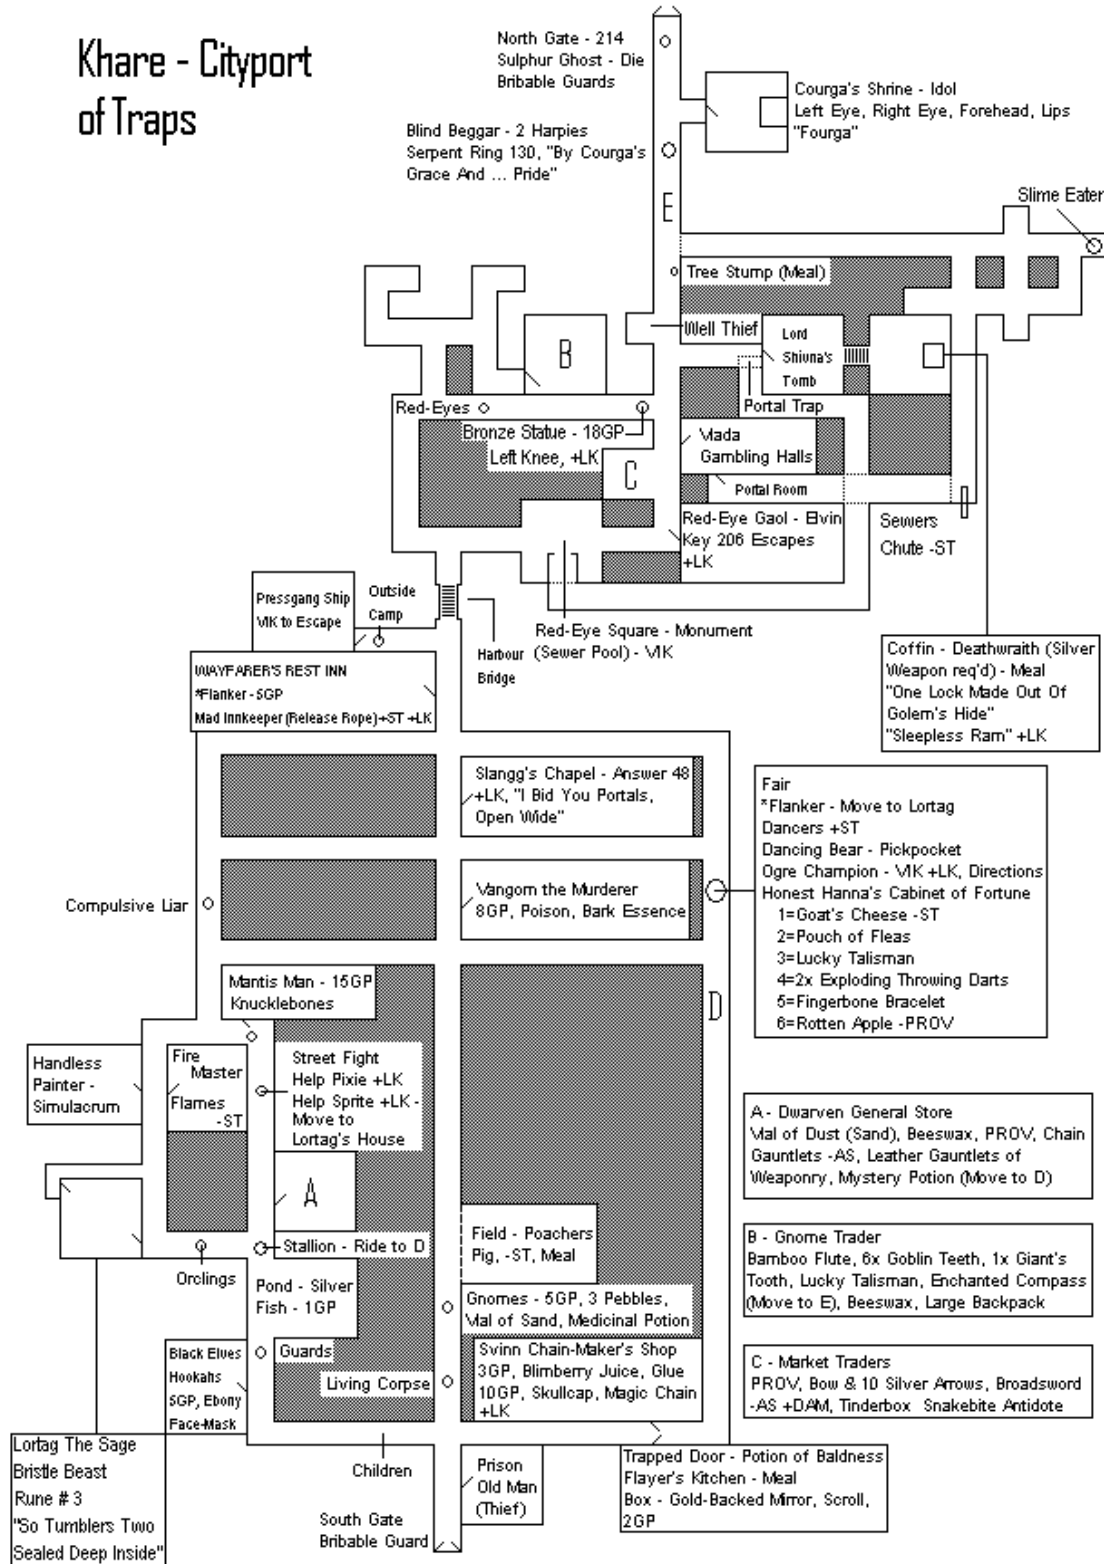 Khare - Cityport
of Traps
North Gate - 214
Sulphur Ghost - Die
Bribable Guards
Courga's Shrine - Idol
Left Eye, Right Eye, Forehead, Lips
"Fourga"
Blind Beggar - 2 Harpies
Serpent Ring 130, "By Courga's
Grace And ... Pride"
E
Slime Eater
Tree Stump (Meal)
Well Thief
Lord
Shivna's
Tomb
B
Portal Trap
Red-Eyes
Bronze Statue - 18GP
Left Knee, +LK
C
Vlada
Gambling Halls
Portal Room
Red-Eye Gaol - Elvin
Key 206 Escapes
+LK
Sewers
Chute -ST
Pressgang Ship
VIK to Escape
Outside
Camp
Harbour
Bridge
Red-Eye Square - Monument
(Sewer Pool) - VIK
Coffin - Deathwraith (Silver
Weapon req'd) - Meal
"One Lock Made Out Of
Golem's Hide"
"Sleepless Ram" +LK
WAYFARER'S REST INN
*Flanker - 5GP
Mad Innkeeper (Release Rope)+ST +LK
Slangg's Chapel - Answer 48
+LK, "I Bid You Portals,
Open Wide"
Fair
*Flanker - Move to Lortag
Dancers +ST
Dancing Bear - Pickpocket
Ogre Champion - VIK +LK, Directions
Honest Hanna's Cabinet of Fortune
1=Goat's Cheese -ST
2=Pouch of Fleas
3=Lucky Talisman
4=2x Exploding Throwing Darts
5=Fingerbone Bracelet
6=Rotten Apple -PROV
Compulsive Liar
Vangorn the Murderer
8GP, Poison, Bark Essence
Mantis Man - 15GP
Knucklebones
D
Handless
Painter -
Simulacrum
Fire
Master
Flames
-ST
Street Fight
Help Pixie +LK
Help Sprite +LK -
Move to
Lortag's House
A
A - Dwarven General Store
Vial of Dust (Sand), Beeswax, PROV, Chain
Gauntlets -AS, Leather Gauntlets of
Weaponry, Mystery Potion (Move to D)
Field - Poachers
Pig, -ST, Meal
Stallion - Ride to D
Orclings
Pond - Silver
Fish - 1GP
Gnomes - 5GP, 3 Pebbles,
Vial of Sand, Medicinal Potion
B - Gnome Trader
Bamboo Flute, 6x Goblin Teeth, 1x Giant's
Tooth, Lucky Talisman, Enchanted Compass
(Move to E), Beeswax, Large Backpack
Black Elves
Hookahs
5GP, Ebony
Face-Mask
Guards
Living Corpse
Svinn Chain-Maker's Shop
3GP, Blimberry Juice, Glue
10GP, Skullcap, Magic Chain
+LK
C - Market Traders
PROV, Bow & 10 Silver Arrows, Broadsword
-AS +DAM, Tinderbox Snakebite Antidote
Lortag The Sage
Bristle Beast
Rune # 3
"So Tumblers Two
Sealed Deep Inside"
Children
South Gate
Bribable Guard
Prison
Old Man
(Thief)
Trapped Door - Potion of Baldness
Flayer's Kitchen - Meal
Box - Gold-Backed Mirror, Scroll,
2GP